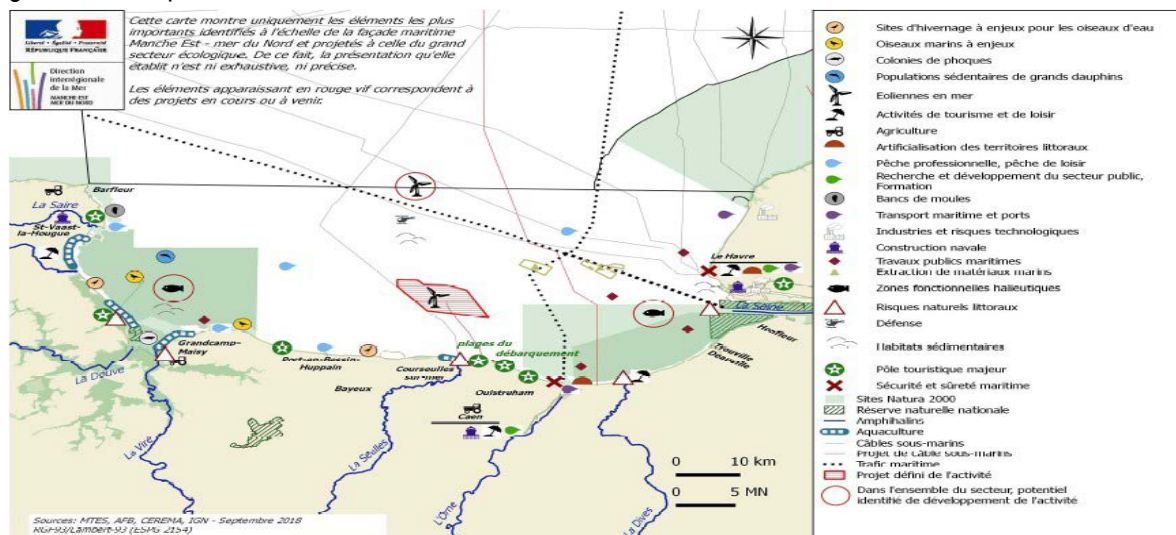 Cette carte montre uniquement les éléments les plus
importants identifiés à l'échelle de la façade maritime
Manche Est - mer du Nord et projetés à celle du grand
secteur écologique. De ce fait, la présentation qu'elle
établit n'est ni exhaustive, ni précise.
Les éléments apparaissant en rouge vif correspondent à
des projets en cours ou à venir.
Liberté • Égalité • Fraternité
RÉPUBLIQUE FRANÇAISE
Direction
interrégionale
de la Mer
MANCHE EST
MER DU NORD
Barfleur
La Saire
St-Vaast-
la-Hougue
Le Havre
La Seine
Honfleur
Trouville
Deauville
Grandcamp-
Maisy
La Douve
Port-en-Bessin-
Huppain
plages du
débarquement
Courseulles
sur-mer
Bayeux
Ouistreham
Caen
La Vire
La Seulles
L'Orne
La Dives
0 10 km
0 5 MN
Sources: MTES, AFB, CEREMA, IGN - Septembre 2018
RGF93/Lambert-93 (ESPG 2154)
Sites d'hivernage à enjeu pour les oiseaux d'eau
Oiseaux marins à enjeu
Colonies de phoques
Populations sédentaires de grands dauphins
Eoliennes en mer
Activités de tourisme et de loisir
Agriculture
Artificialisation des territoires littoraux
Pêche professionnelle, pêche de loisir
Recherche et développement du secteur public,
Formation
Bancs de moules
Transport maritime et ports
Industries et risques technologiques
Construction navale
Travaux publics maritimes
Extraction de matériaux marins
Zones fonctionnelles halieutiques
Risques naturels littoraux
Défense
Habitats sédimentaires
Pôle touristique majeur
Sécurité et sûreté maritime
Sites Natura 2000
Réserve naturelle nationale
Amphihalins
Aquaculture
Câbles sous-marins
Projet de câble sous-marins
Trafic maritime
Projet défini de l'activité
Dans l'ensemble du secteur, potentiel
identifié de développement de l'activité